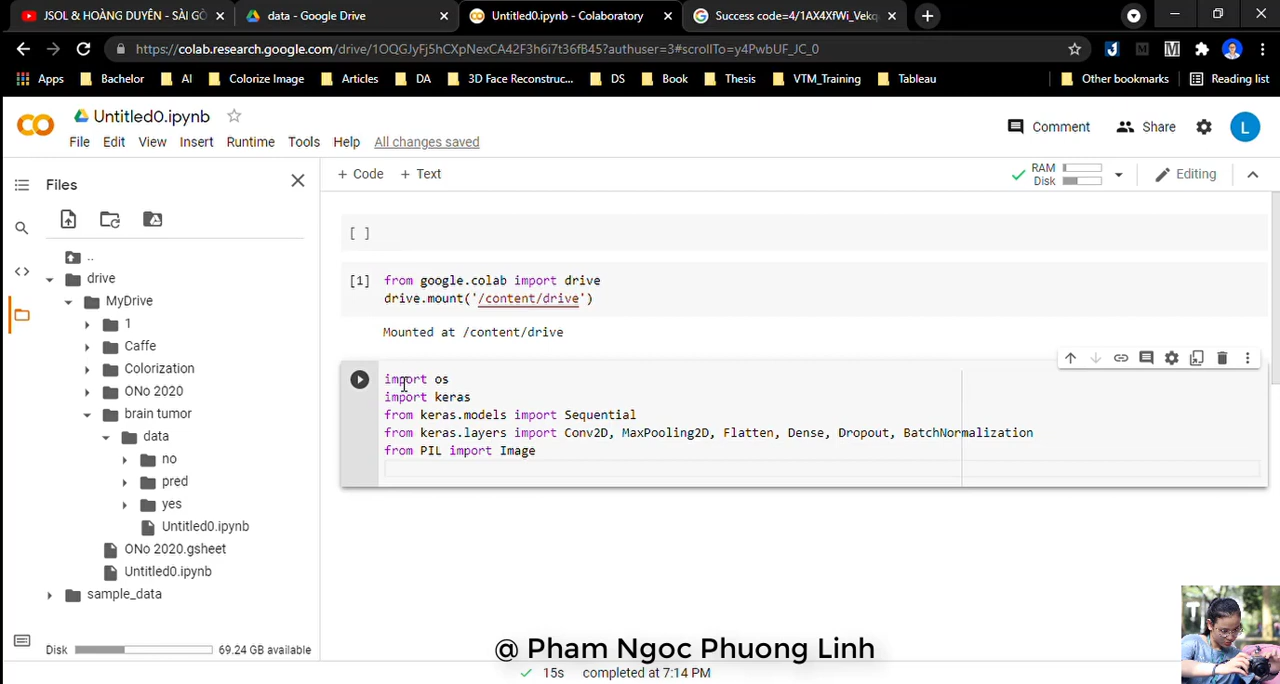 JSOL & HOÀNG DUYÊN - SÀI GÒ
data - Google Drive
Untitled0.ipynb - Colaboratory
Success code=4/1AX4XfWi_Vekq
https://colab.research.google.com/drive/1OQGJyFj5hCXpNexCA42F3h6i7t36fB45?authuser=3#scrollTo=y4PwbUF_JC_0
Apps
Bachelor
AI
Colorize Image
Articles
DA
3D Face Reconstruc...
DS
Book
Thesis
VTM_Training
Tableau
Other bookmarks
Reading list
CO
Untitled0.ipynb
File Edit View Insert Runtime Tools Help All changes saved
Comment
Share
L
Files
+ Code + Text
RAM
Disk
Editing
..
drive
MyDrive
1
Caffe
Colorization
ONo 2020
brain tumor
data
no
pred
yes
Untitled0.ipynb
ONo 2020.gsheet
Untitled0.ipynb
sample_data
Disk
69.24 GB available
[ ]
[1] from google.colab import drive
drive.mount('/content/drive')
Mounted at /content/drive
import os
import keras
from keras.models import Sequential
from keras.layers import Conv2D, MaxPooling2D, Flatten, Dense, Dropout, BatchNormalization
from PIL import Image
@ Pham Ngoc Phuong Linh
15s completed at 7:14 PM